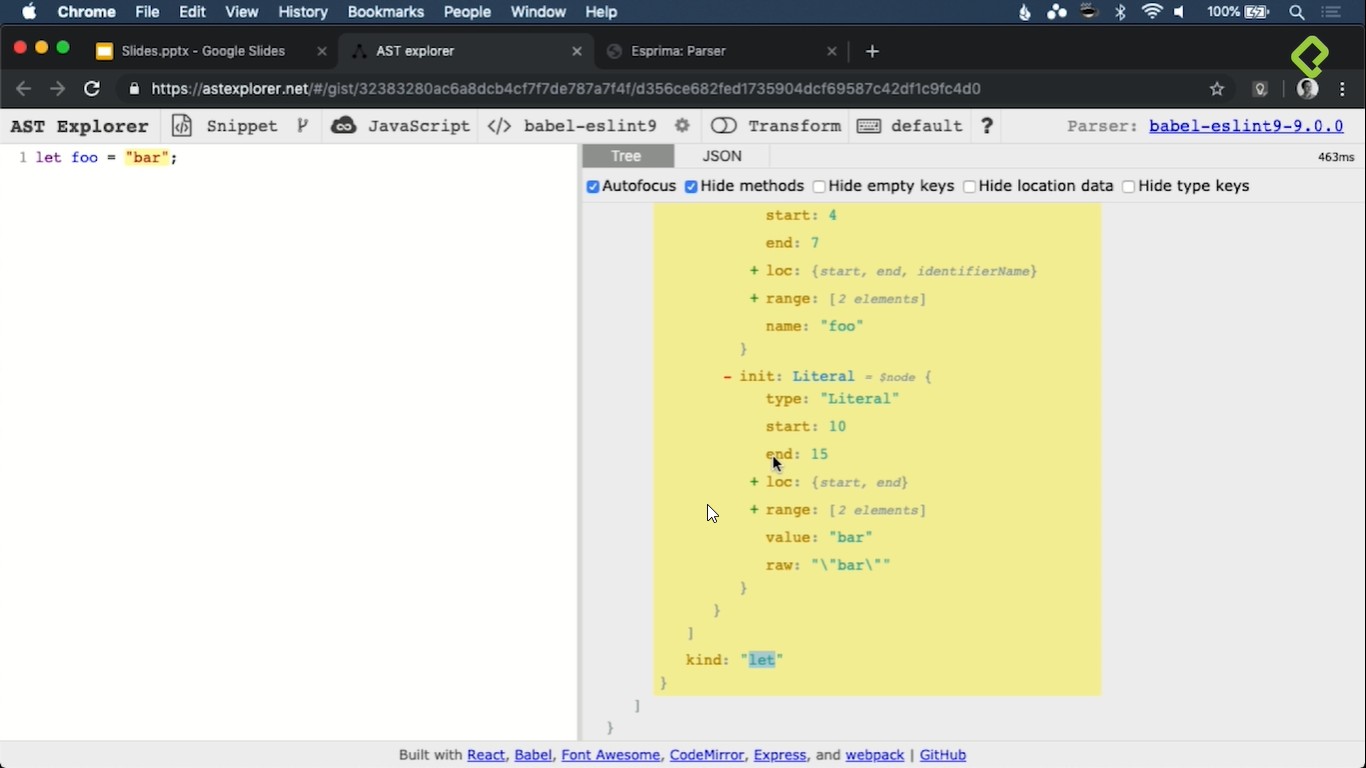 Chrome File Edit View History Bookmarks People Window Help 100%
Slides.pptx - Google Slides AST explorer Esprima: Parser
https://astexplorer.net/#/gist/32383280ac6a8dcb4cf7f7de787a7f4f/d356ce682fed1735904dcf69587c42df1c9fc4d0
AST Explorer Snippet JavaScript </> babel-eslint9 Transform default ? Parser: babel-eslint9-9.0.0
1 let foo = "bar";
Tree JSON 463ms
Autofocus Hide methods Hide empty keys Hide location data Hide type keys
start: 4
end: 7
+ loc: {start, end, identifierName}
+ range: [2 elements]
name: "foo"
}
- init: Literal = $node {
type: "Literal"
start: 10
end: 15
+ loc: {start, end}
+ range: [2 elements]
value: "bar"
raw: "\"bar\""
}
}
]
kind: "let"
}
]
}
Built with React, Babel, Font Awesome, CodeMirror, Express, and webpack | GitHub